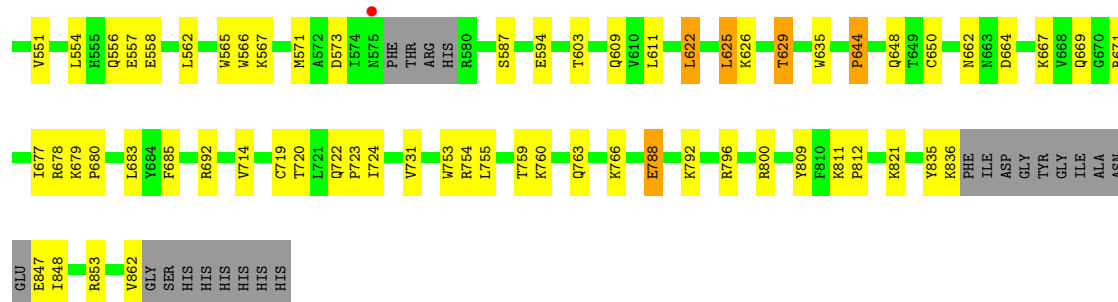 V551 L554 H555 Q556 E557 E558 L562 W565 W566 K567 M571 A572 D573 I574 N575 PHE THR ARG HIS R580 S587 E594 T603 Q609 V610 L611 L622 L625 K626 T629 W635 P644 Q648 T649 C650 N662 N663 D664 K667 V668 Q669 G670
I677 R678 K679 P680 L683 Y684 F685 R692 V714 C719 T720 L721 Q722 P723 I724 V731 W753 R754 L755 T759 K760 Q763 K766 E788 K792 R796 R800 Y809 F810 K811 P812 K821 Y835 K836 PHE ILE ASP GLY TYR GLY ILE ALA ASN
GLU E847 I848 R853 V862 GLY SER HIS HIS HIS HIS HIS HIS